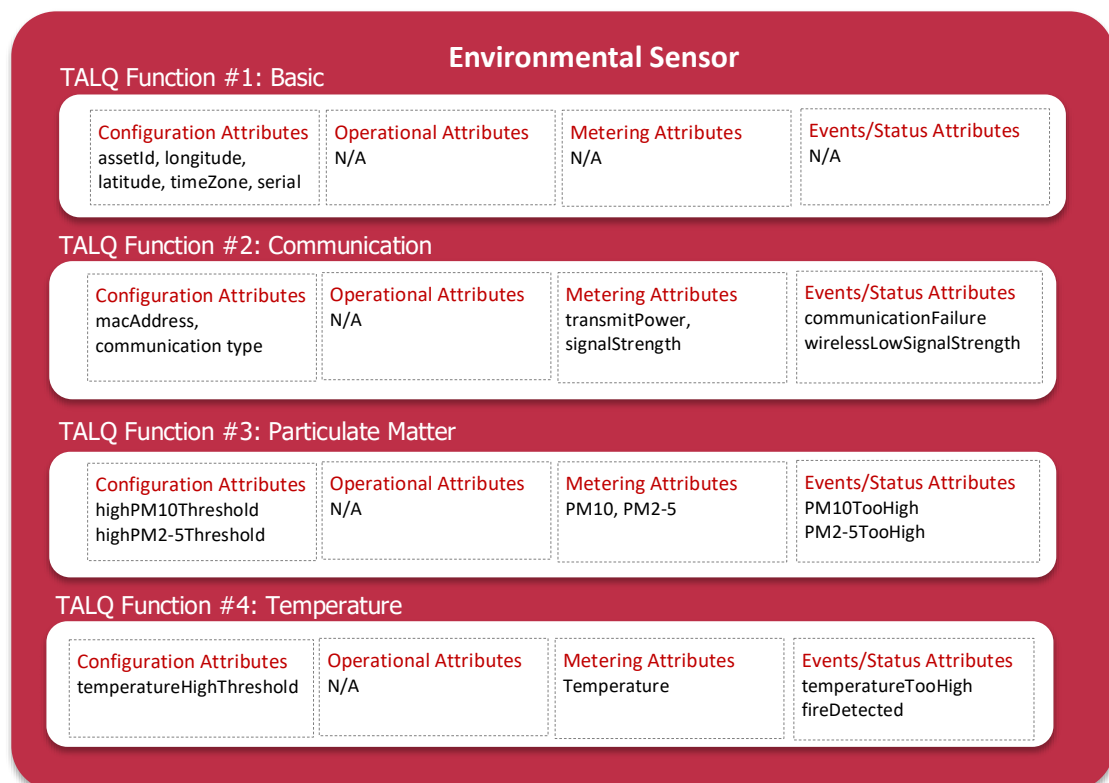 Environmental Sensor
TALQ Function #1: Basic
Configuration Attributes
assetId, longitude,
latitude, timeZone, serial
Operational Attributes
N/A
Metering Attributes
N/A
Events/Status Attributes
N/A
TALQ Function #2: Communication
Configuration Attributes
macAddress,
communication type
Operational Attributes
N/A
Metering Attributes
transmitPower,
signalStrength
Events/Status Attributes
communicationFailure
wirelessLowSignalStrength
TALQ Function #3: Particulate Matter
Configuration Attributes
highPM10Threshold
highPM2-5Threshold
Operational Attributes
N/A
Metering Attributes
PM10, PM2-5
Events/Status Attributes
PM10TooHigh
PM2-5TooHigh
TALQ Function #4: Temperature
Configuration Attributes
temperatureHighThreshold
Operational Attributes
N/A
Metering Attributes
Temperature
Events/Status Attributes
temperatureTooHigh
fireDetected